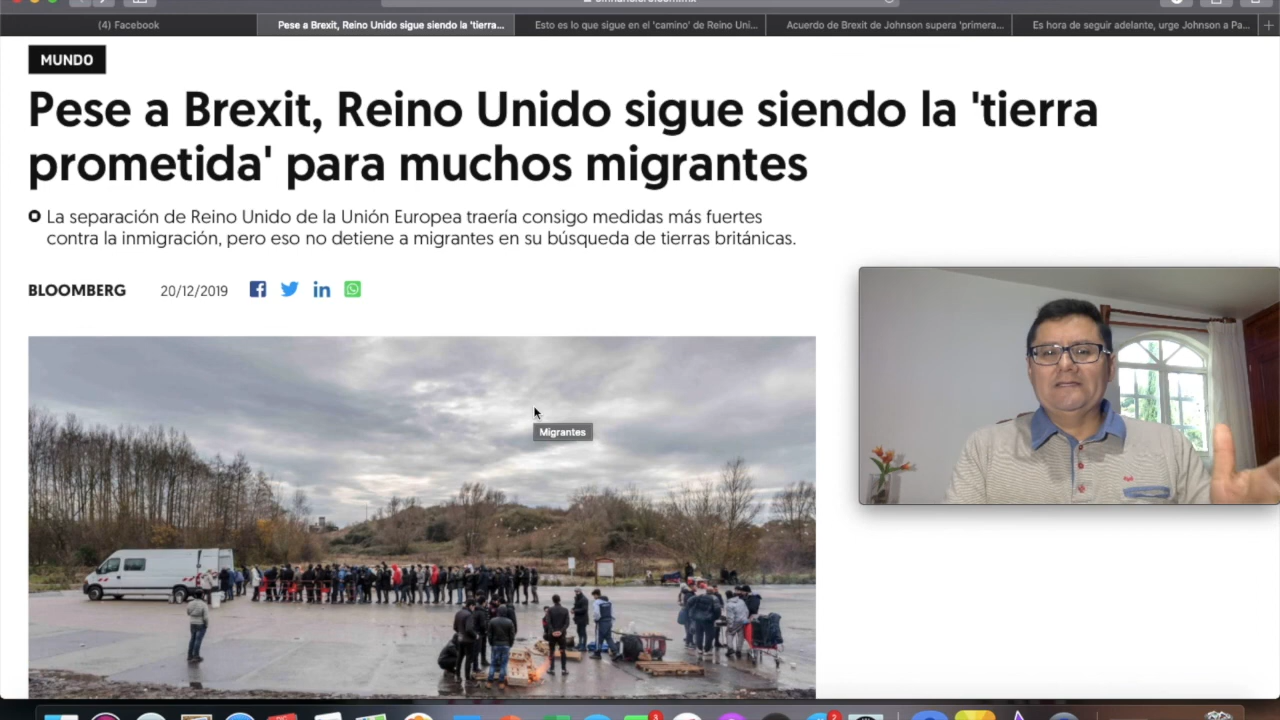 (4) Facebook
Pese a Brexit, Reino Unido sigue siendo la 'tierra...
Esto es lo que sigue en el 'camino' de Reino Uni...
Acuerdo de Brexit de Johnson supera 'primera...
Es hora de seguir adelante, urge Johnson a Pa...
MUNDO
Pese a Brexit, Reino Unido sigue siendo la 'tierra
prometida' para muchos migrantes
La separación de Reino Unido de la Unión Europea traería consigo medidas más fuertes
contra la inmigración, pero eso no detiene a migrantes en su búsqueda de tierras británicas.
BLOOMBERG 20/12/2019
Migrantes